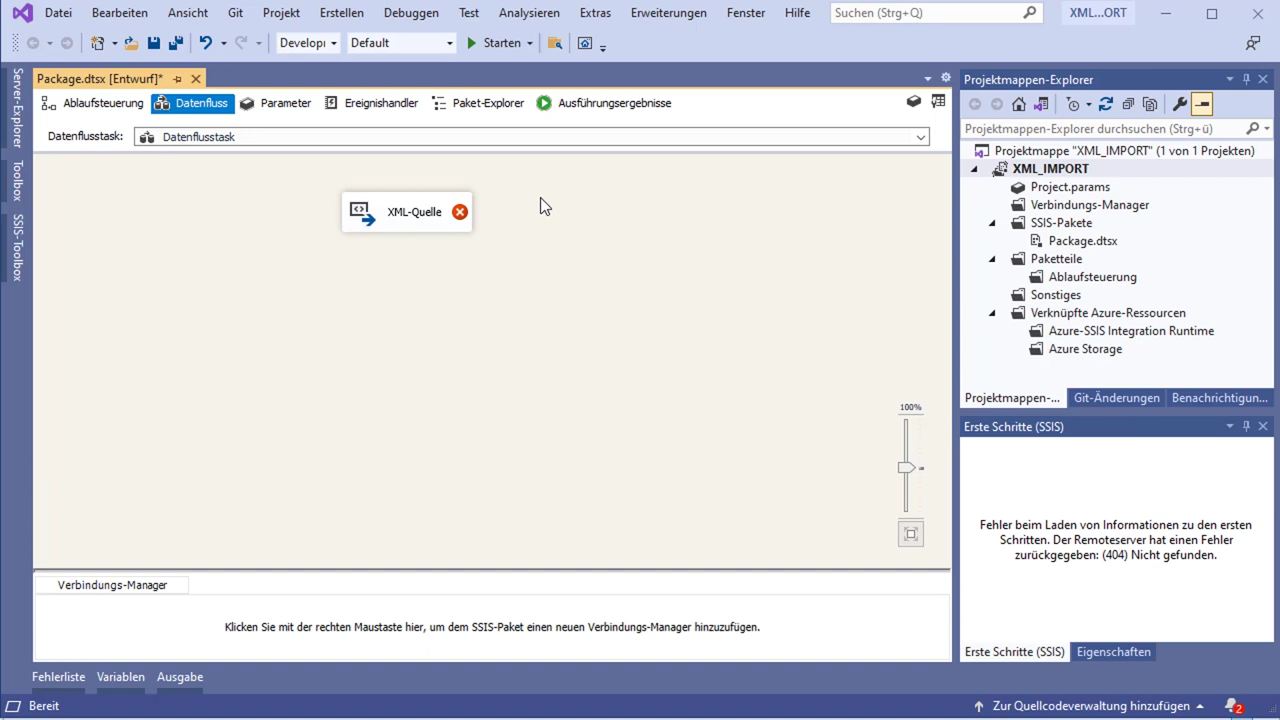 Datei Bearbeiten Ansicht Git Projekt Erstellen Debuggen Test Analysieren Extras Erweiterungen Fenster Hilfe Suchen (Strg+Q) XML...ORT
Develop Default Starten
Package.dtsx [Entwurf]*
Ablaufsteuerung Datenfluss Parameter Ereignishandler Paket-Explorer Ausführungsergebnisse
Datenflusstask: Datenflusstask
Server-Explorer
Toolbox
SSIS-Toolbox
XML-Quelle
100%
Verbindungs-Manager
Klicken Sie mit der rechten Maustaste hier, um dem SSIS-Paket einen neuen Verbindungs-Manager hinzuzufügen.
Projektmappen-Explorer
Projektmappen-Explorer durchsuchen (Strg+ü)
Projektmappe "XML_IMPORT" (1 von 1 Projekten)
XML_IMPORT
Project.params
Verbindungs-Manager
SSIS-Pakete
Package.dtsx
Paketteile
Ablaufsteuerung
Sonstiges
Verknüpfte Azure-Ressourcen
Azure-SSIS Integration Runtime
Azure Storage
Projektmappen-... Git-Änderungen Benachrichtigun...
Erste Schritte (SSIS)
Fehler beim Laden von Informationen zu den ersten
Schritten. Der Remoteserver hat einen Fehler
zurückgegeben: (404) Nicht gefunden.
Erste Schritte (SSIS) Eigenschaften
Fehlerliste Variablen Ausgabe
Bereit Zur Quellcodeverwaltung hinzufügen 2